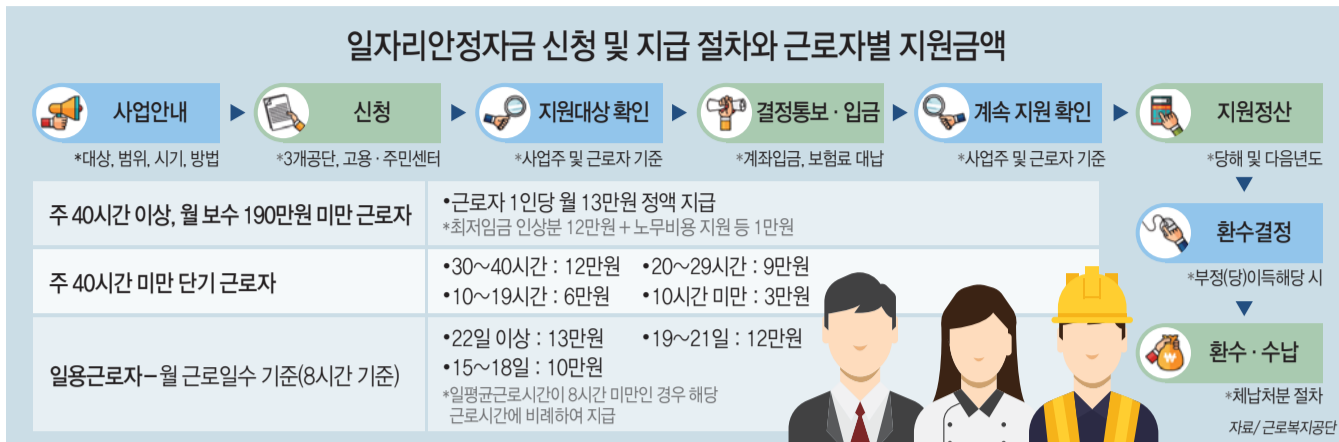 일자리안정자금 신청 및 지급 절차와 근로자별 지원금액
사업안내
*대상, 범위, 시기, 방법
신청
*3개공단, 고용·주민센터
지원대상 확인
*사업주 및 근로자 기준
결정통보·입금
*계좌입금, 보험료 대납
계속 지원 확인
*사업주 및 근로자 기준
지원정산
*당해 및 다음년도
환수결정
*부정(당)이득해당 시
환수·수납
*체납처분 절차
주 40시간 이상, 월 보수 190만원 미만 근로자
•근로자 1인당 월 13만원 정액 지급
*최저임금 인상분 12만원+노무비용 지원 등 1만원
주 40시간 미만 단기 근로자
•30~40시간 : 12만원 •20~29시간 : 9만원
•10~19시간 : 6만원 •10시간 미만 : 3만원
일용근로자-월 근로일수 기준(8시간 기준)
•22일 이상 : 13만원 •19~21일 : 12만원
•15~18일 : 10만원
*일평균근로시간이 8시간 미만인 경우 해당
근로시간에 비례하여 지급
자료/근로복지공단